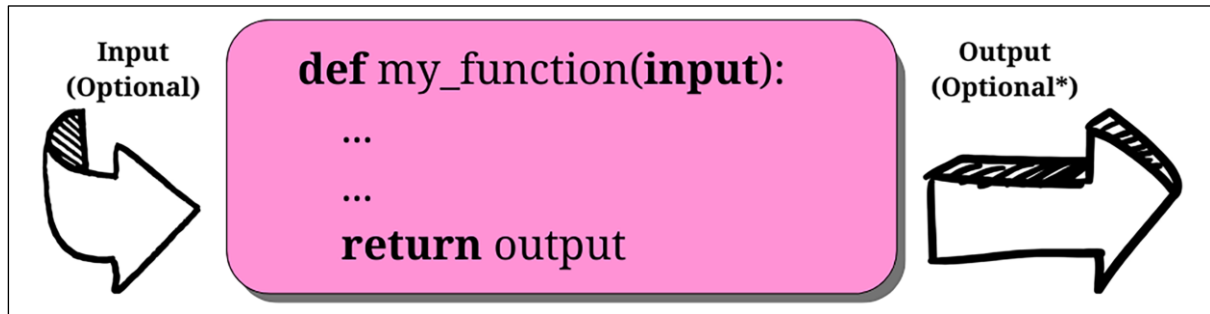 Input
(Optional)
def my_function(input):
...
...
return output
Output
(Optional*)